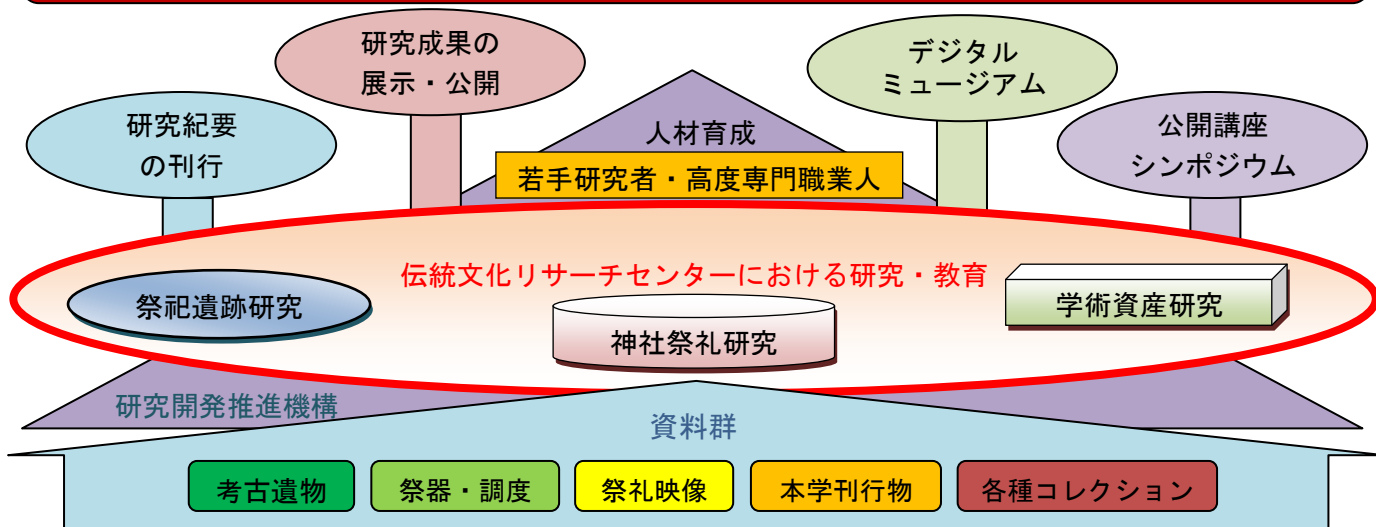 研究成果の
展示・公開
デジタル
ミュージアム
研究紀要
の刊行
人材育成
公開講座
シンポジウム
若手研究者・高度専門職業人
伝統文化リサーチセンターにおける研究・教育
祭祀遺跡研究
神社祭礼研究
学術資産研究
研究開発推進機構
資料群
考古遺物
祭器・調度
祭礼映像
本学刊行物
各種コレクション